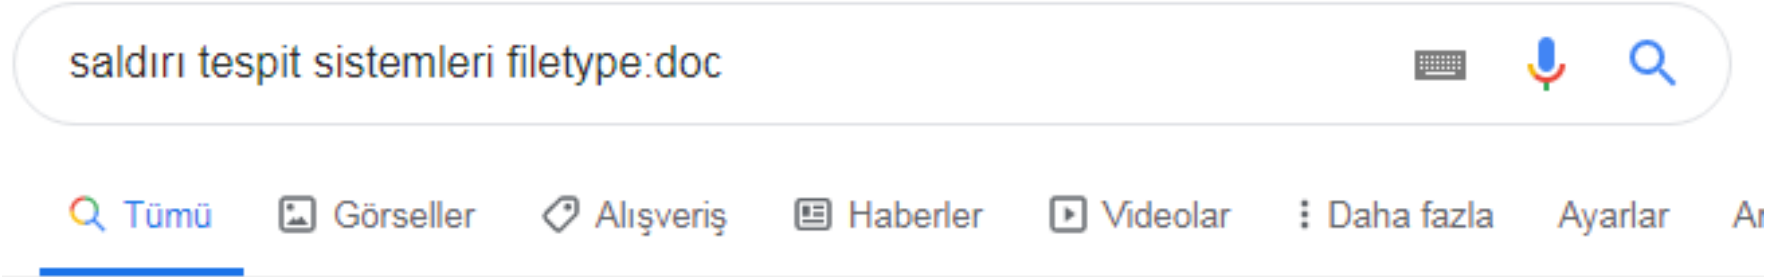 saldırı tespit sistemleri filetype:doc
Tümü Görseller Alışveriş Haberler Videolar Daha fazla Ayarlar